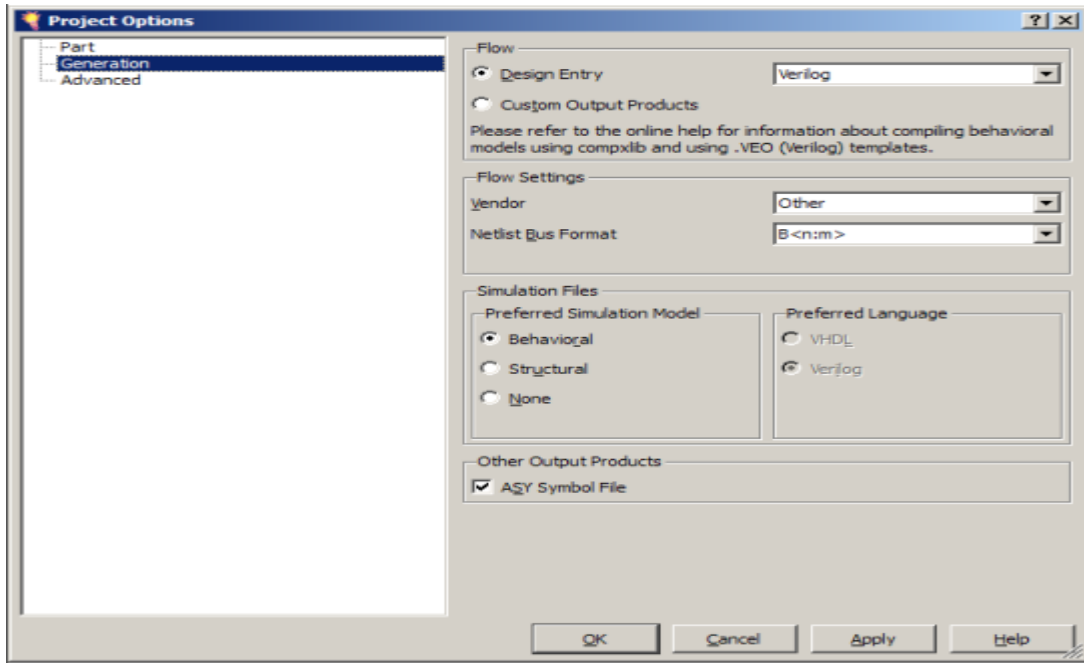 Project Options
Part
Generation
Advanced
Flow
Design Entry
Verilog
Custom Output Products
Please refer to the online help for information about compiling behavioral
models using compxlib and using .VEO (Verilog) templates.
Flow Settings
Vendor
Other
Netlist Bus Format
B<n:m>
Simulation Files
Preferred Simulation Model
Behavioral
Structural
None
Preferred Language
VHDL
Verilog
Other Output Products
ASY Symbol File
OK
Cancel
Apply
Help